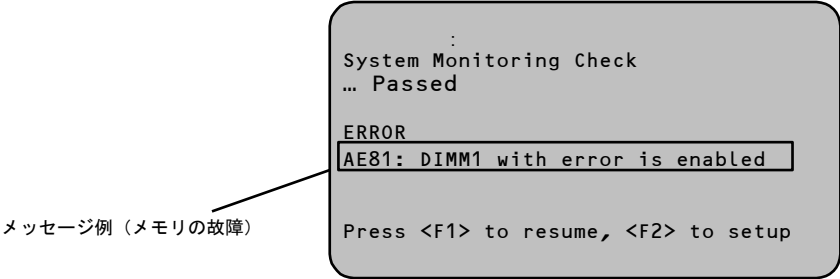 :
System Monitoring Check
… Passed
ERROR
AE81: DIMM1 with error is enabled
メッセージ例（メモリの故障）
Press <F1> to resume, <F2> to setup